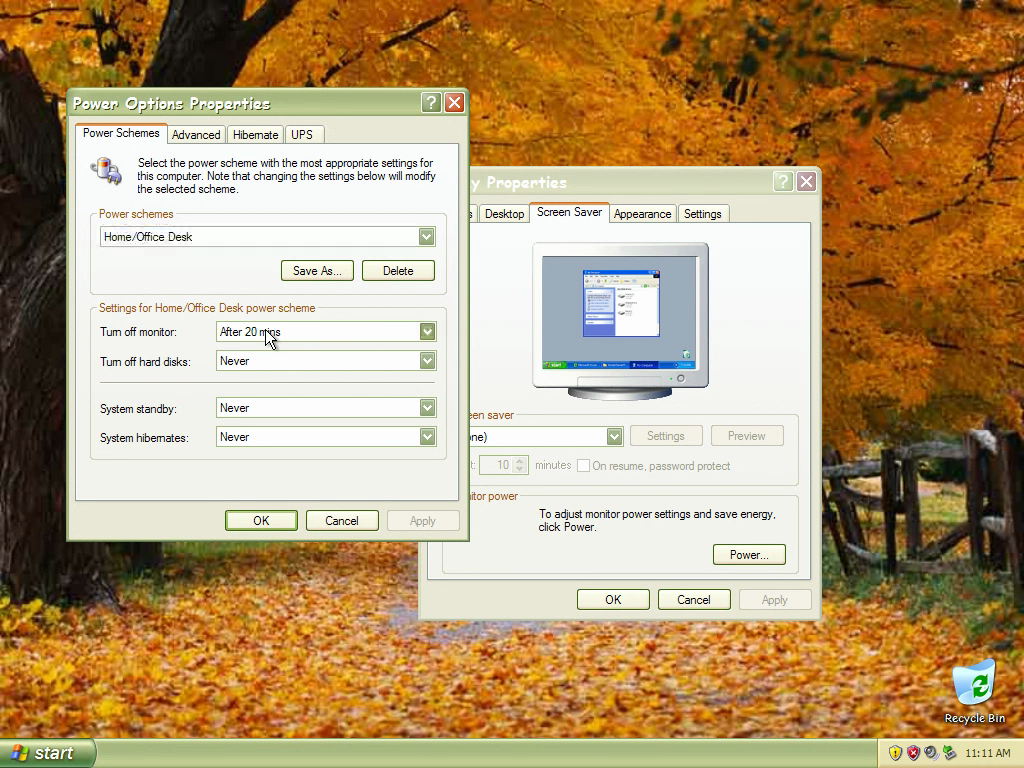 Power Options Properties
Power Schemes
Advanced
Hibernate
UPS
Select the power scheme with the most appropriate settings for
this computer. Note that changing the settings below will modify
the selected scheme.
Power schemes
Home/Office Desk
Save As...
Delete
Settings for Home/Office Desk power scheme
Turn off monitor:
After 20 mins
Turn off hard disks:
Never
System standby:
Never
System hibernates:
Never
OK
Cancel
Apply
y Properties
s
Desktop
Screen Saver
Appearance
Settings
start
een saver
one)
Settings
Preview
t:
10
minutes
On resume, password protect
nitor power
To adjust monitor power settings and save energy,
click Power.
Power...
OK
Cancel
Apply
Recycle Bin
start
11:11 AM